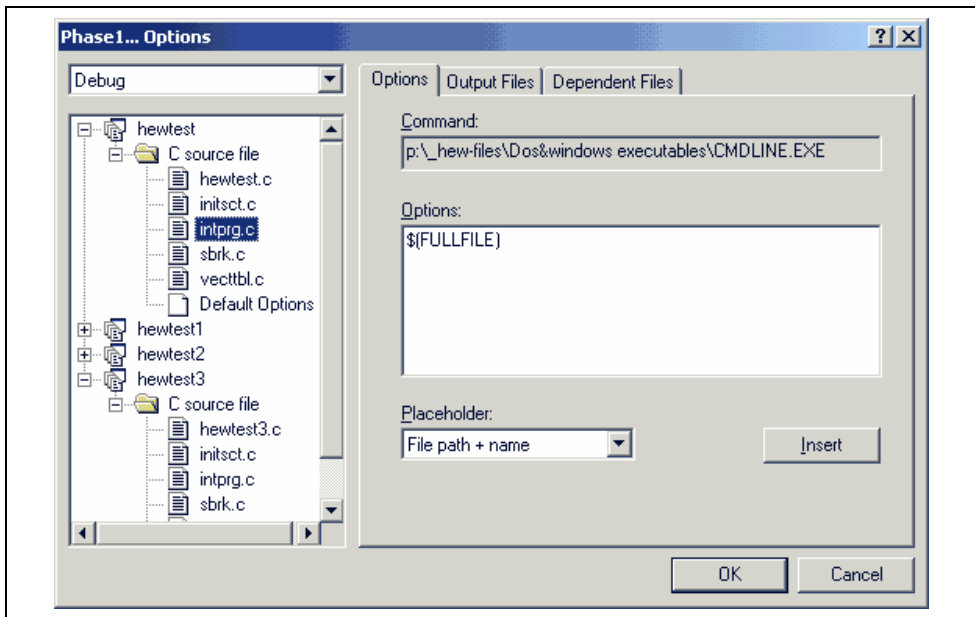 Phase1... Options
Debug
hewtest
C source file
hewtest.c
initsct.c
intprg.c
sbrk.c
vecttbl.c
Default Options
hewtest1
hewtest2
hewtest3
C source file
hewtest3.c
initsct.c
intprg.c
sbrk.c
Options Output Files Dependent Files
Command:
p:\_hew-files\Dos&windows executables\CMDLINE.EXE
Options:
$(FULLFILE)
Placeholder:
File path + name
Insert
OK Cancel